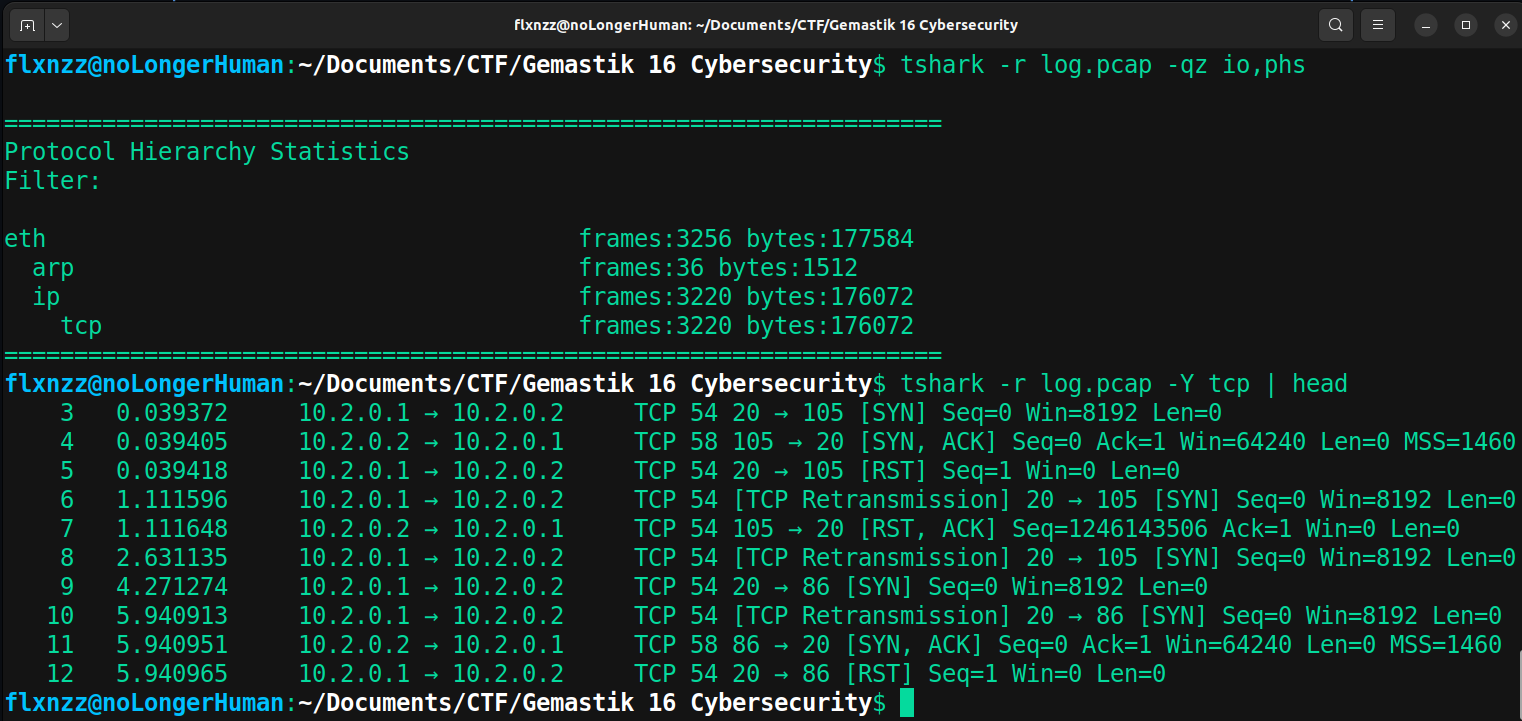 flxnzz@noLongerHuman: ~/Documents/CTF/Gemastik 16 Cybersecurity
flxnzz@noLongerHuman:~/Documents/CTF/Gemastik 16 Cybersecurity$ tshark -r log.pcap -qz io,phs
===================================================================
Protocol Hierarchy Statistics
Filter:
eth                                      frames:3256 bytes:177584
  arp                                    frames:36 bytes:1512
  ip                                     frames:3220 bytes:176072
    tcp                                  frames:3220 bytes:176072
===================================================================
flxnzz@noLongerHuman:~/Documents/CTF/Gemastik 16 Cybersecurity$ tshark -r log.pcap -Y tcp | head
    3   0.039372     10.2.0.1 → 10.2.0.2     TCP 54 20 → 105 [SYN] Seq=0 Win=8192 Len=0
    4   0.039405     10.2.0.2 → 10.2.0.1     TCP 58 105 → 20 [SYN, ACK] Seq=0 Ack=1 Win=64240 Len=0 MSS=1460
    5   0.039418     10.2.0.1 → 10.2.0.2     TCP 54 20 → 105 [RST] Seq=1 Win=0 Len=0
    6   1.111596     10.2.0.1 → 10.2.0.2     TCP 54 [TCP Retransmission] 20 → 105 [SYN] Seq=0 Win=8192 Len=0
    7   1.111648     10.2.0.2 → 10.2.0.1     TCP 54 105 → 20 [RST, ACK] Seq=1246143506 Ack=1 Win=0 Len=0
    8   2.631135     10.2.0.1 → 10.2.0.2     TCP 54 [TCP Retransmission] 20 → 105 [SYN] Seq=0 Win=8192 Len=0
    9   4.271274     10.2.0.1 → 10.2.0.2     TCP 54 20 → 86 [SYN] Seq=0 Win=8192 Len=0
   10   5.940913     10.2.0.1 → 10.2.0.2     TCP 54 [TCP Retransmission] 20 → 86 [SYN] Seq=0 Win=8192 Len=0
   11   5.940951     10.2.0.2 → 10.2.0.1     TCP 58 86 → 20 [SYN, ACK] Seq=0 Ack=1 Win=64240 Len=0 MSS=1460
   12   5.940965     10.2.0.1 → 10.2.0.2     TCP 54 20 → 86 [RST] Seq=1 Win=0 Len=0
flxnzz@noLongerHuman:~/Documents/CTF/Gemastik 16 Cybersecurity$